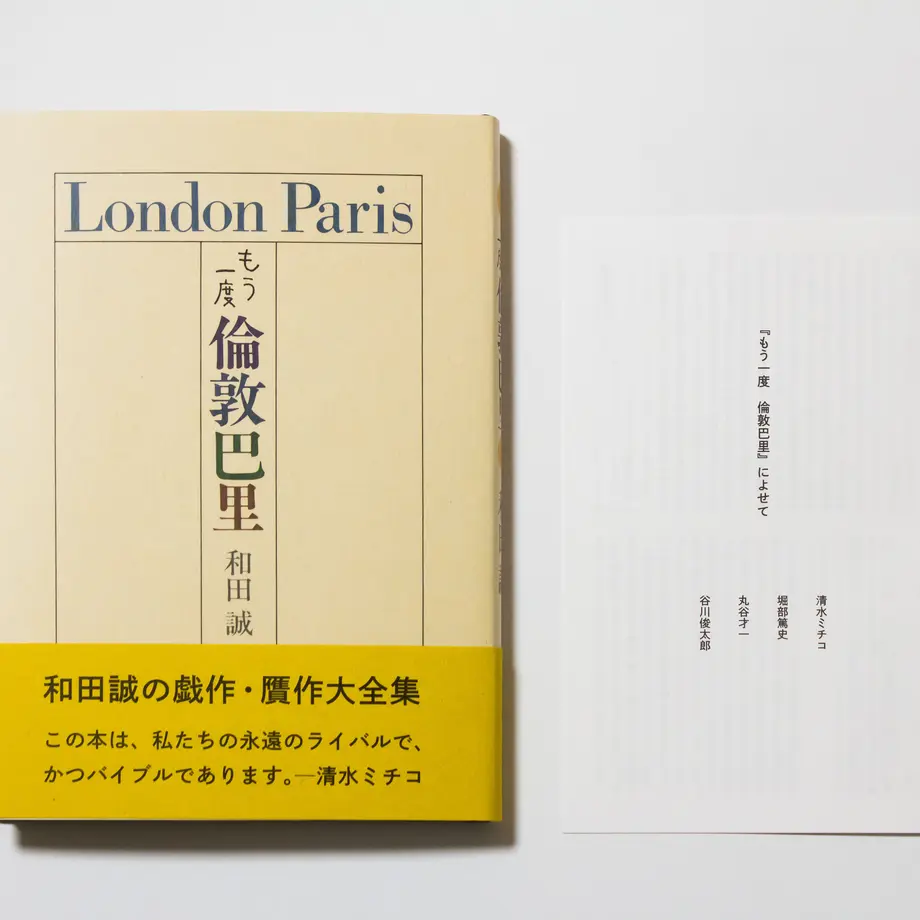 London Paris
もう
一度
倫敦巴里
和田 誠
和田誠の戯作・贋作大全集
この本は、私たちの永遠のライバルで、
かつバイブルであります。―清水ミチコ
『もう一度 倫敦巴里』によせて
清水ミチコ
堀部篤史
丸谷才一
谷川俊太郎